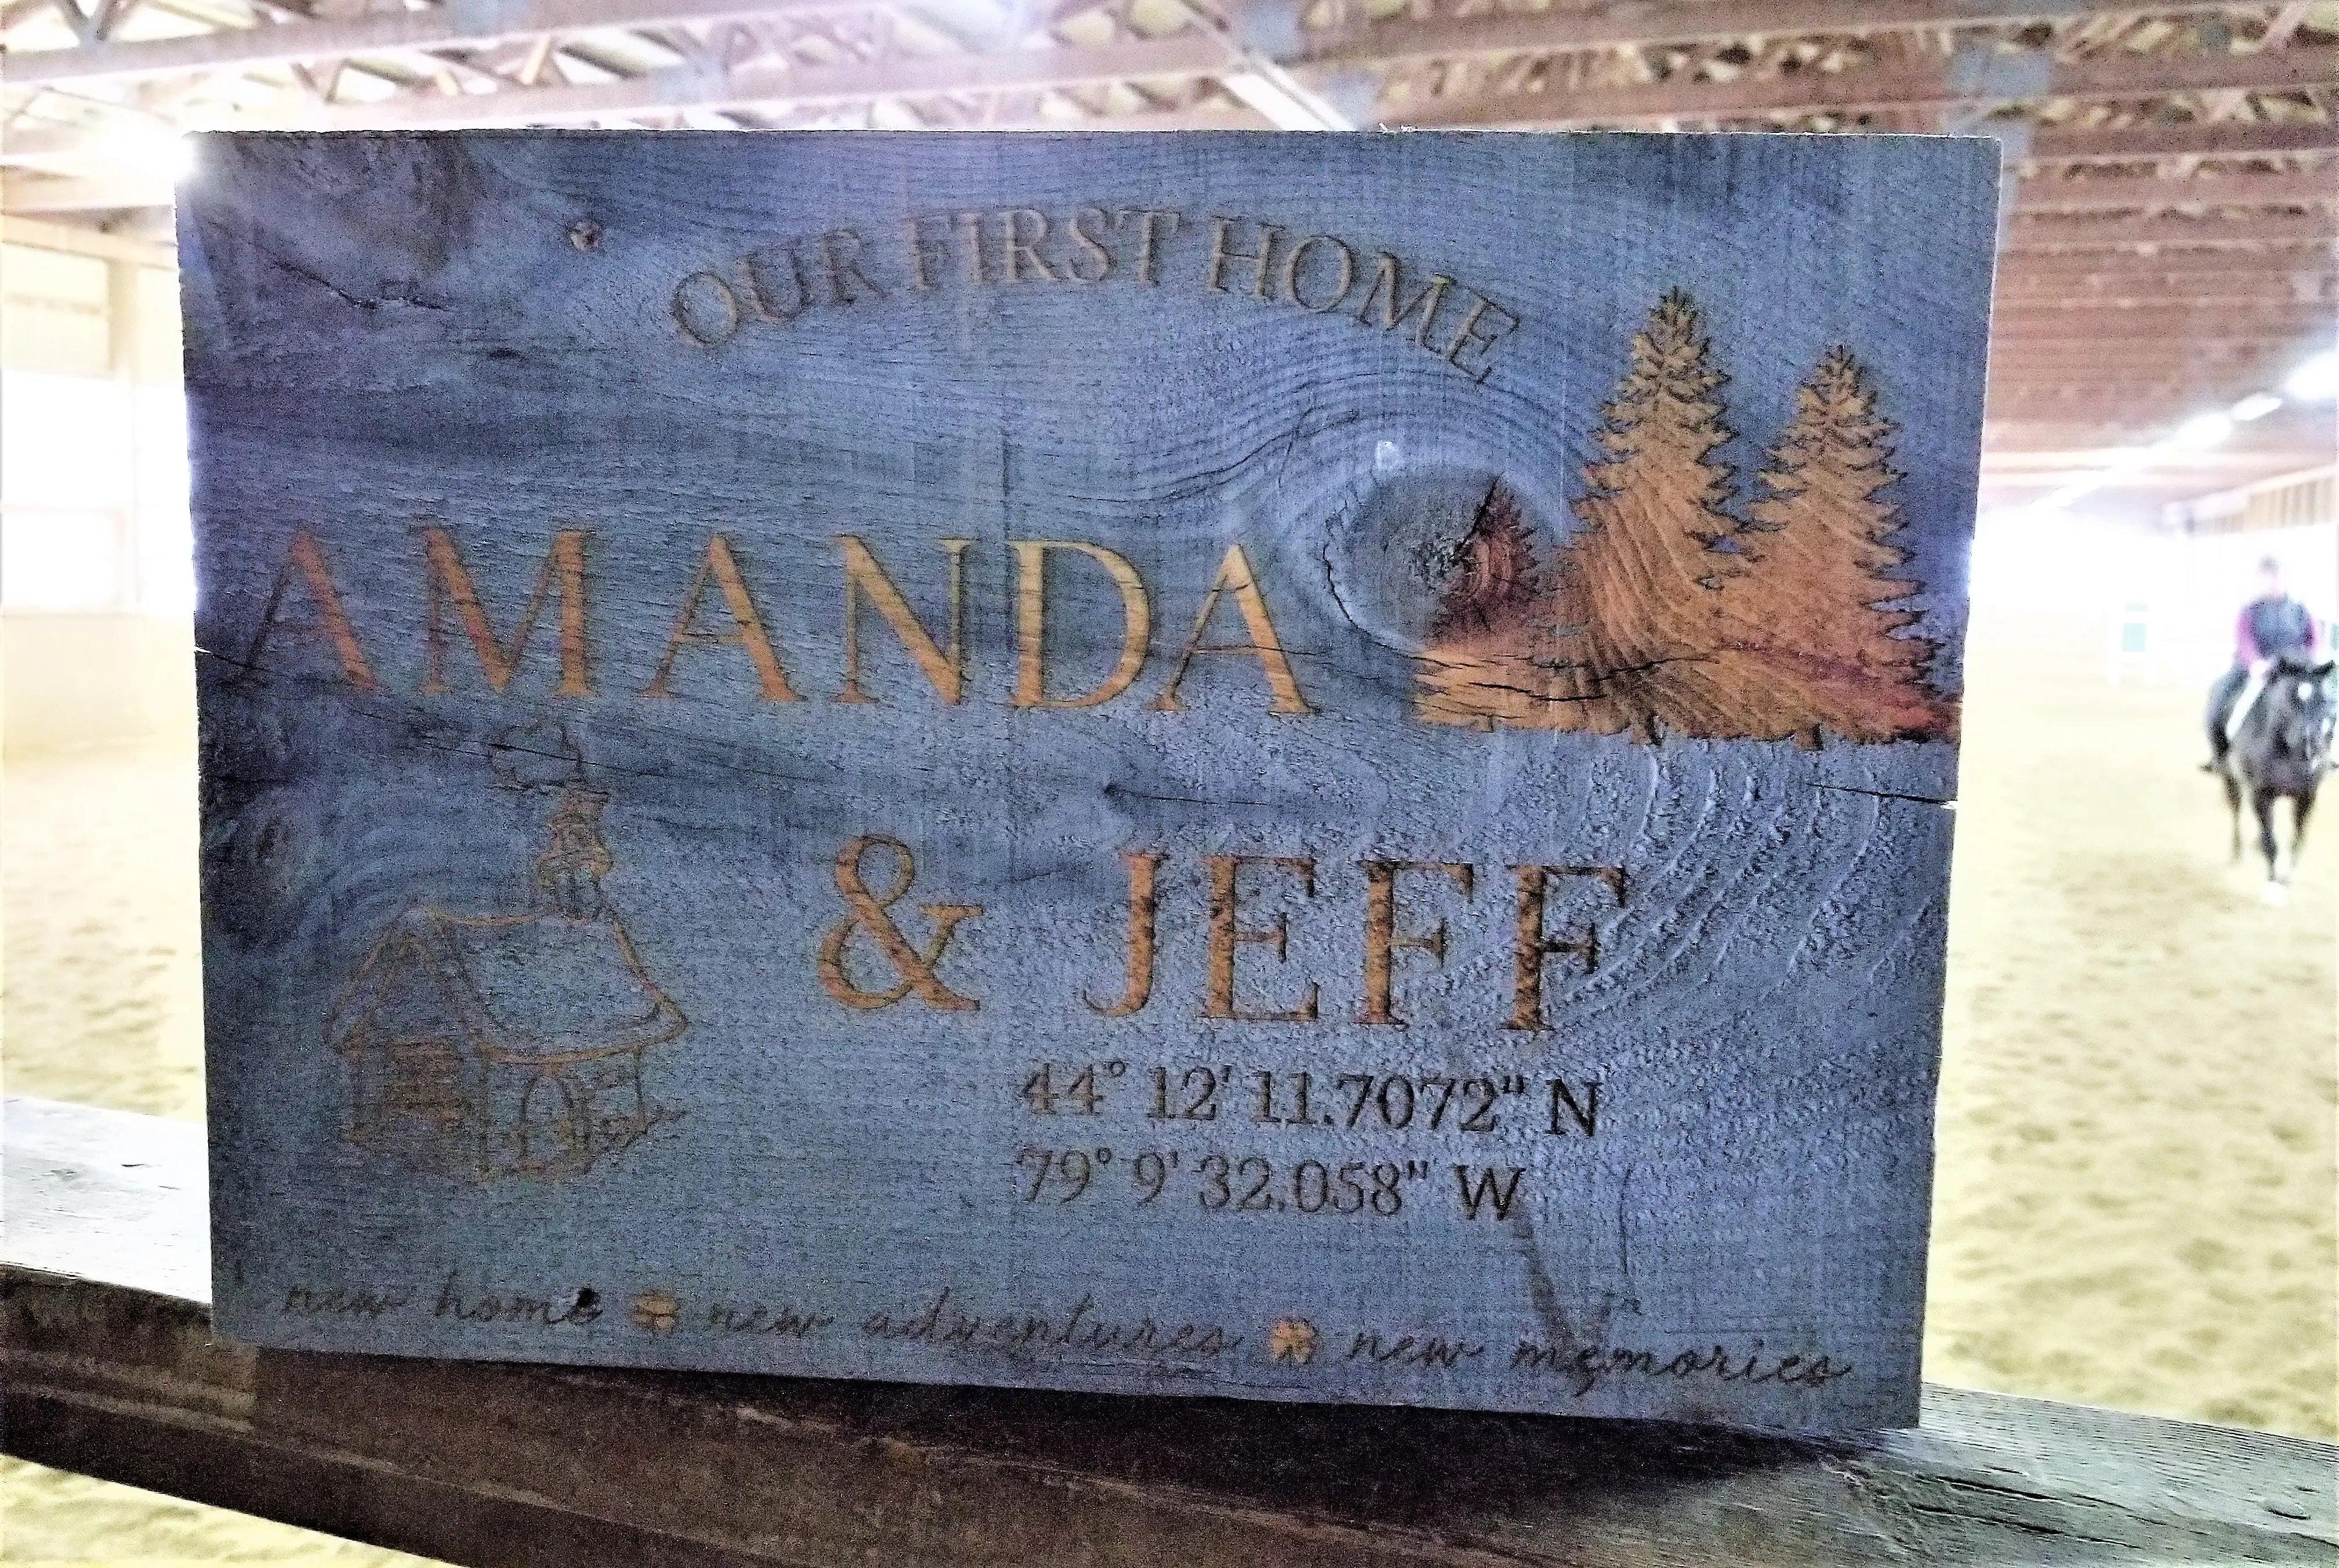 OUR FIRST HOME
AMANDA
& JEFF
44° 12' 11.7072" N
79° 9' 32.058" W
new home new adventures new memories